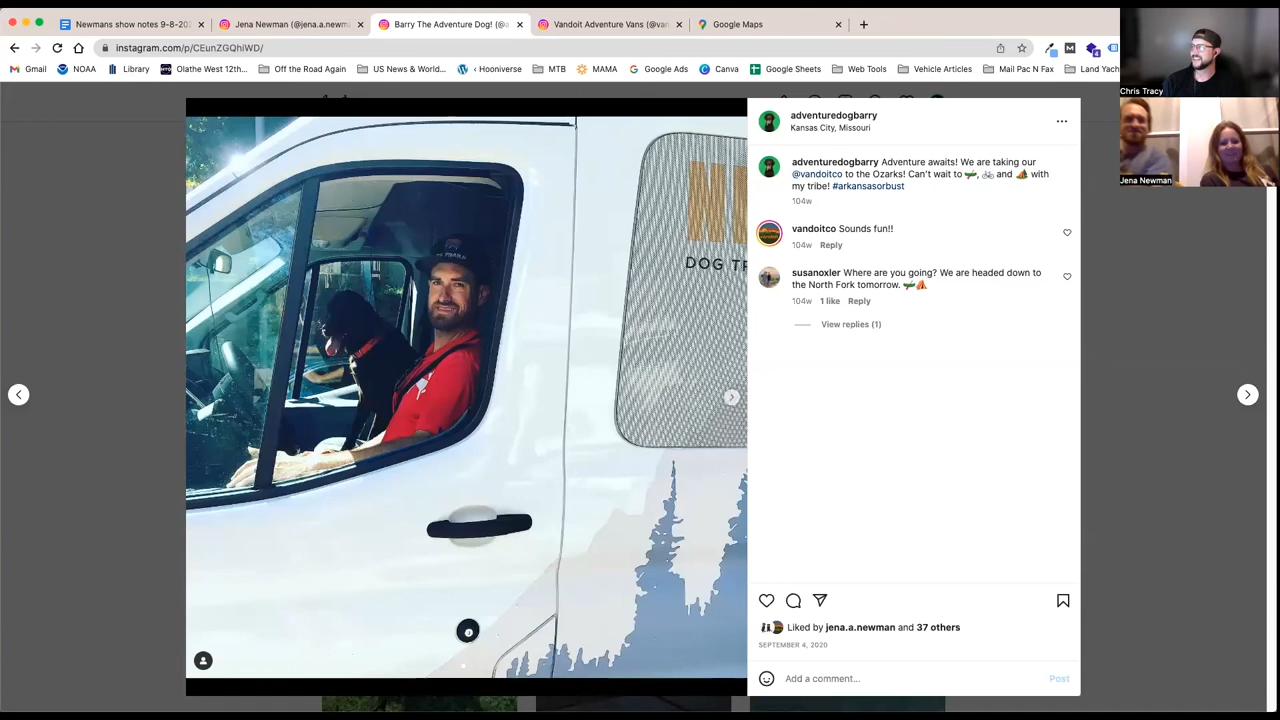 Newmans show notes 9-8-202
Jena Newman (@jena.a.newm
Barry The Adventure Dog! (@a
Vandoit Adventure Vans (@van
Google Maps
instagram.com/p/CEunZGQhiWD/
Gmail
NOAA
Library
Olathe West 12th...
Off the Road Again
US News & World...
‹ Hooniverse
MTB
MAMA
Google Ads
Canva
Google Sheets
Web Tools
Vehicle Articles
Mail Pac N Fax
Land Yach
Chris Tracy
Jena Newman
DOG TR
adventuredogbarry
Kansas City, Missouri
adventuredogbarry Adventure awaits! We are taking our
@vandoitco to the Ozarks! Can't wait to 🛶, 🚲 and 🏕 with
my tribe! #arkansasorbust
104w
vandoitco Sounds fun!!
104w Reply
susanoxler Where are you going? We are headed down to
the North Fork tomorrow. 🛶⛺
104w 1 like Reply
View replies (1)
Liked by jena.a.newman and 37 others
SEPTEMBER 4, 2020
Add a comment...
Post